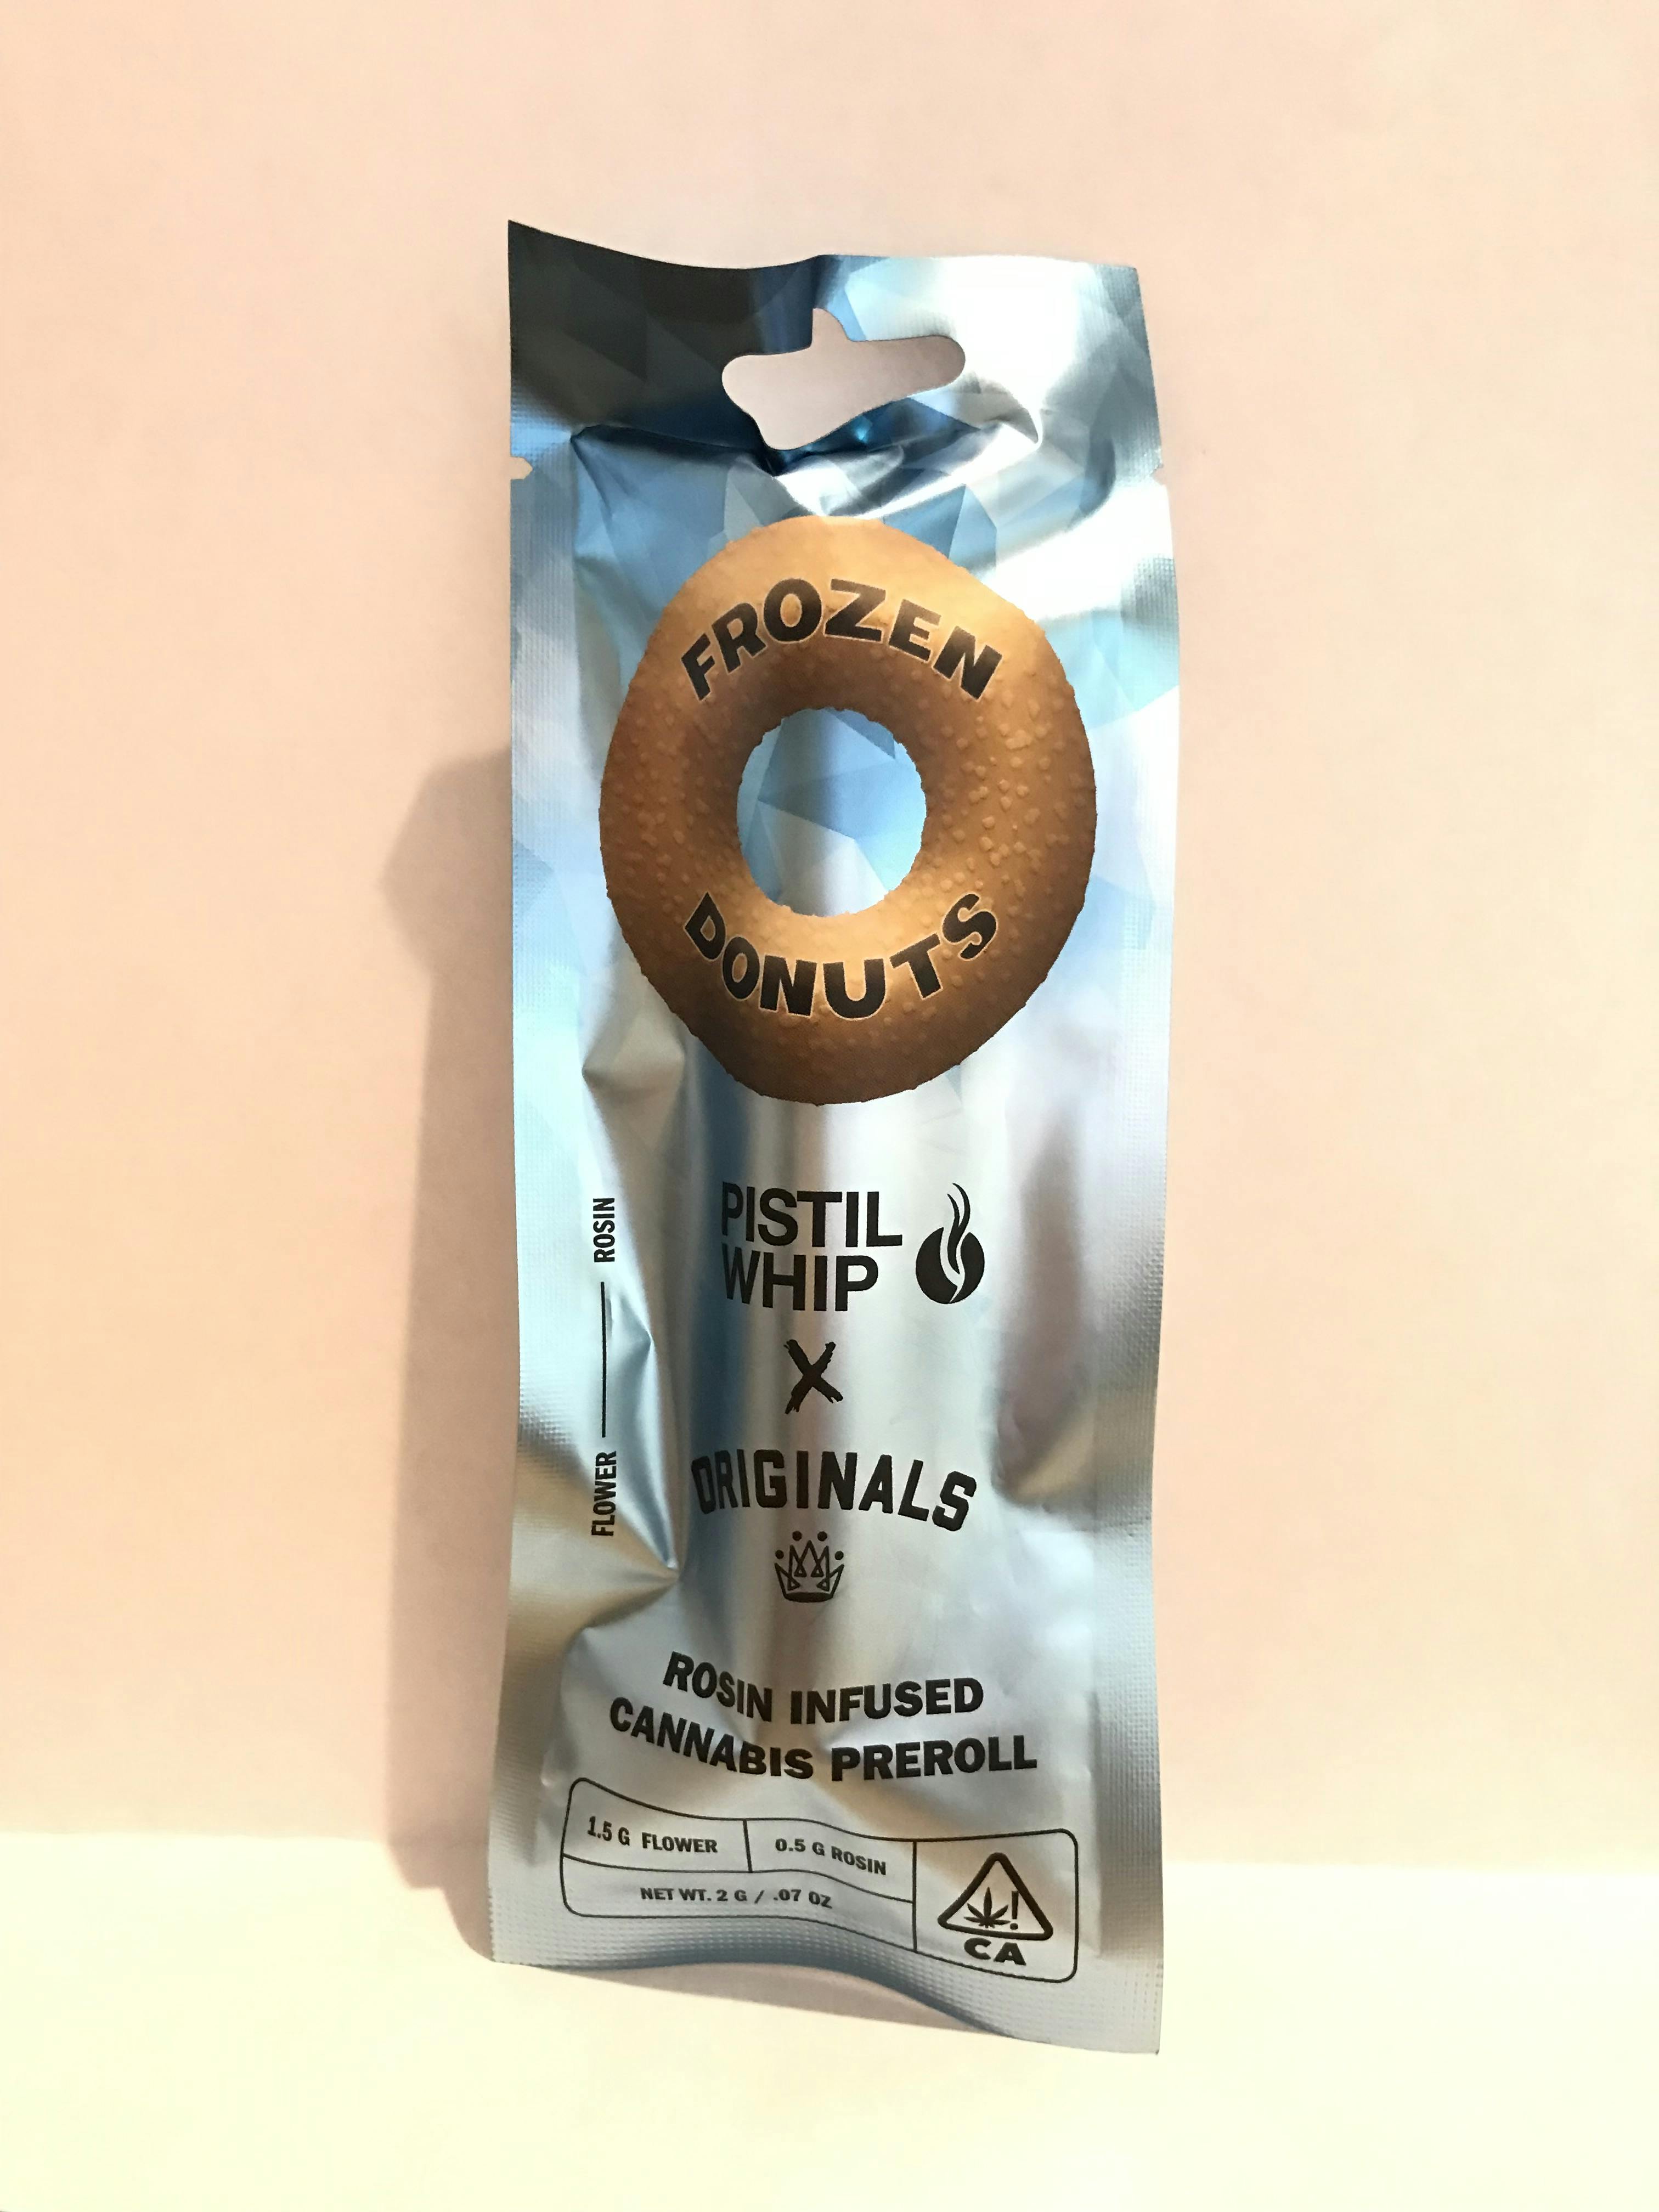 FROZEN
DONUTS
PISTIL
WHIP
X
ORIGINALS
FLOWER
ROSIN
ROSIN INFUSED
CANNABIS PREROLL
1.5 G FLOWER
0.5 G ROSIN
NET WT. 2 G / .07 OZ
!
CA